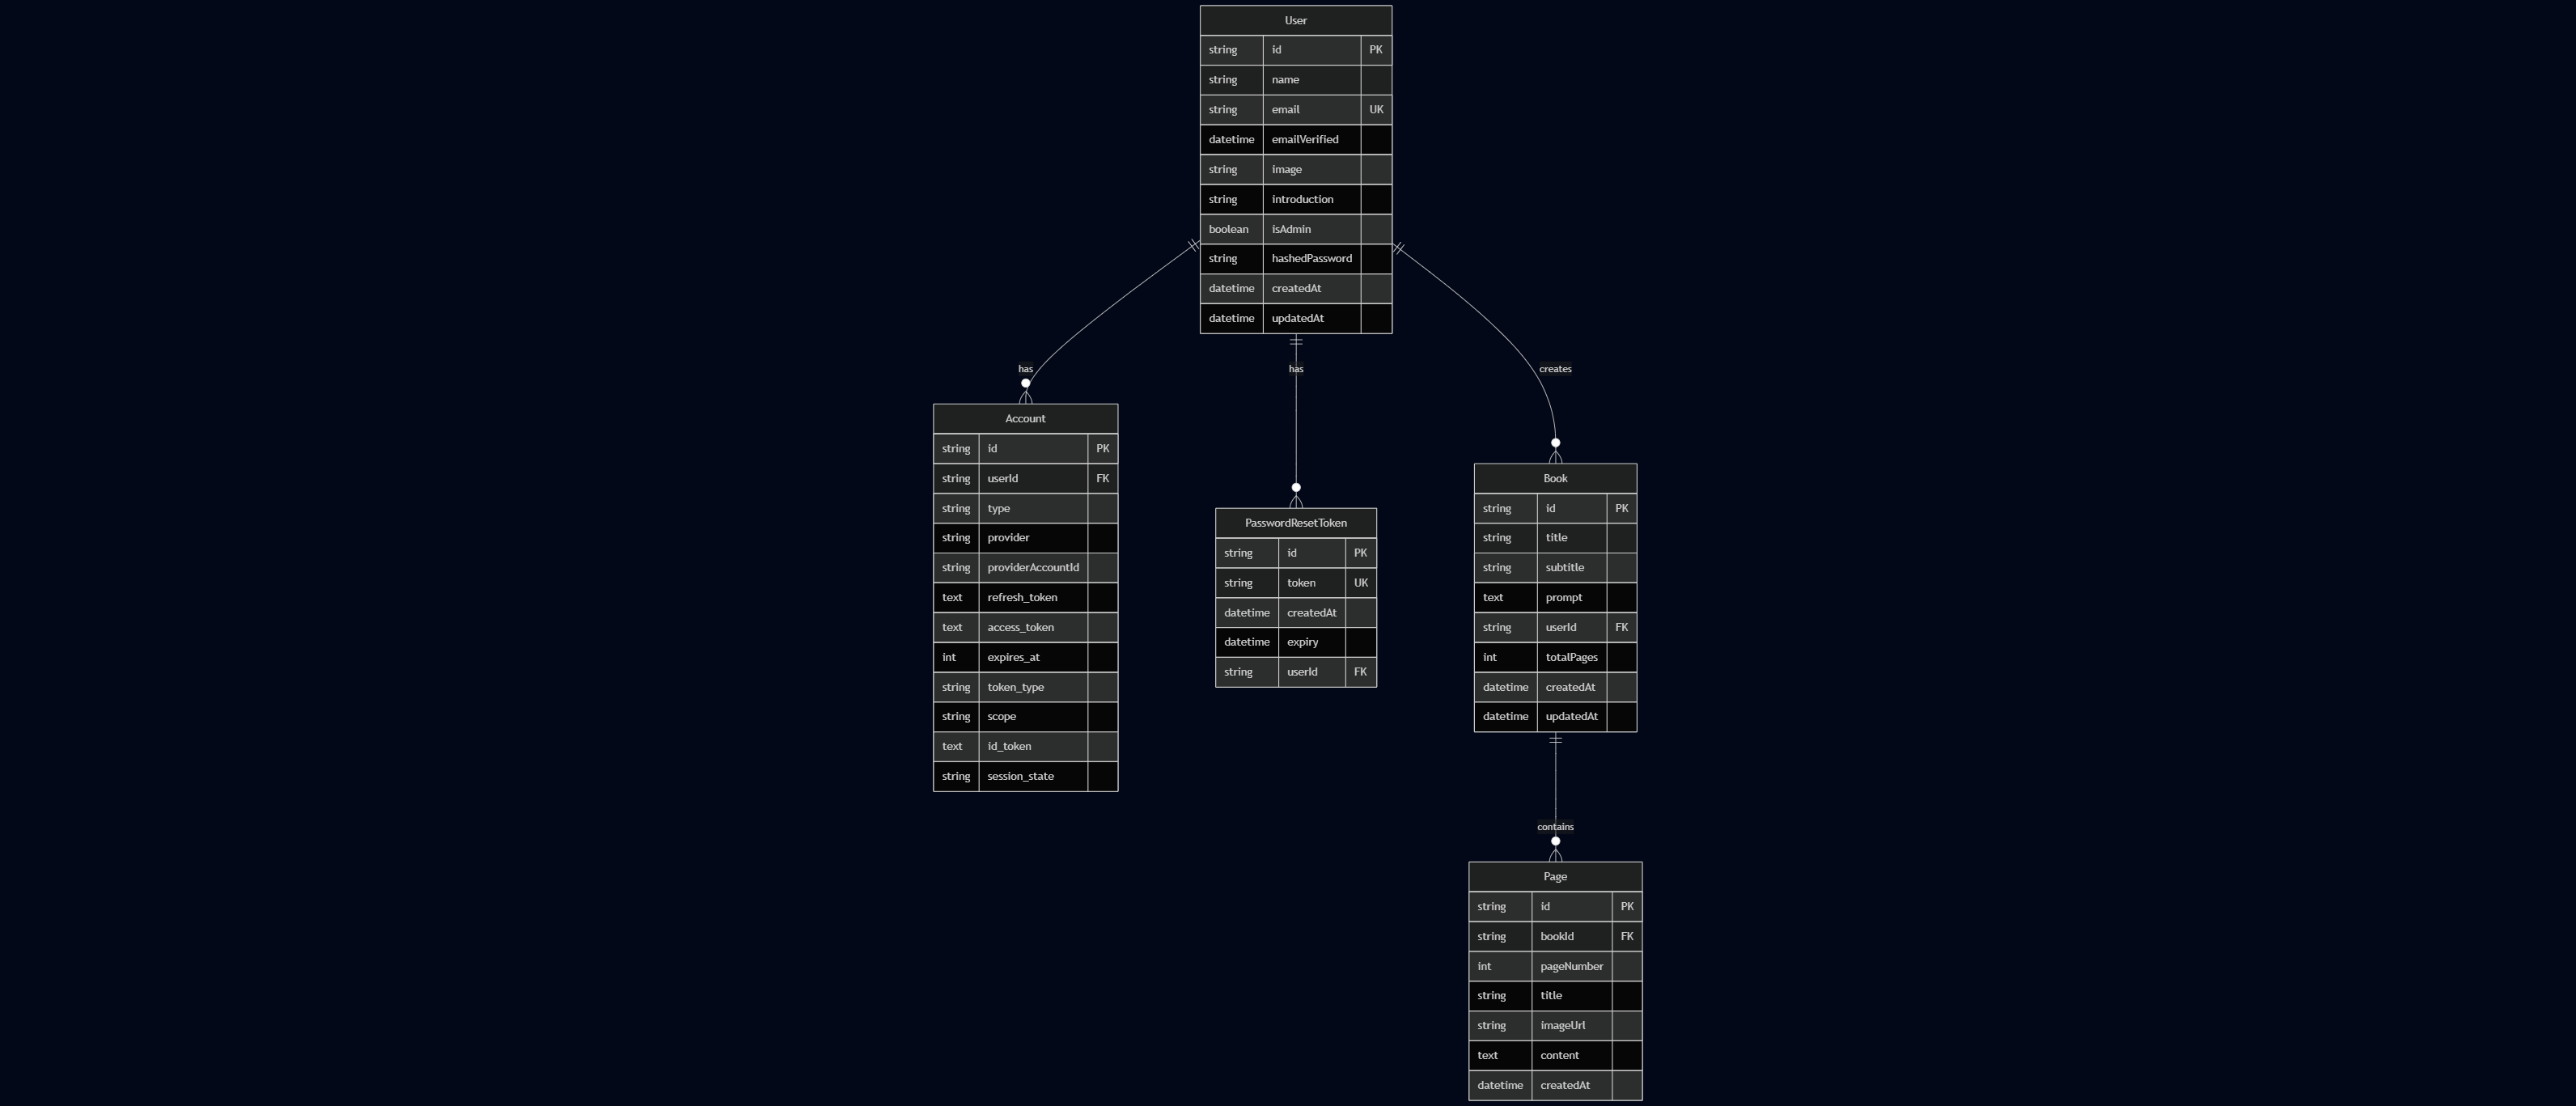 User
string id PK
string name
string email UK
datetime emailVerified
string image
string introduction
boolean isAdmin
string hashedPassword
datetime createdAt
datetime updatedAt
has
has
creates
Account
string id PK
string userId FK
string type
string provider
string providerAccountId
text refresh_token
text access_token
int expires_at
string token_type
string scope
text id_token
string session_state
PasswordResetToken
string id PK
string token UK
datetime createdAt
datetime expiry
string userId FK
Book
string id PK
string title
string subtitle
text prompt
string userId FK
int totalPages
datetime createdAt
datetime updatedAt
contains
Page
string id PK
string bookId FK
int pageNumber
string title
string imageUrl
text content
datetime createdAt